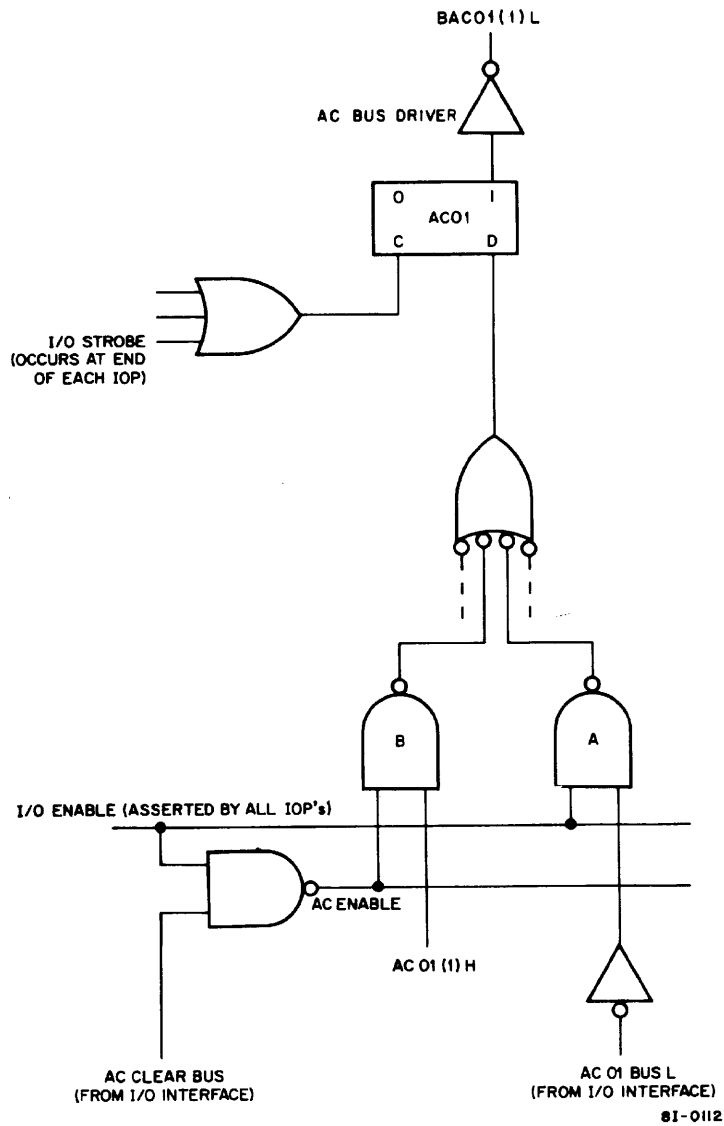 BAC01(1) L
AC BUS DRIVER
0 1
AC01
C D
I/O STROBE
(OCCURS AT END
OF EACH IOP)
B
A
I/O ENABLE (ASSERTED BY ALL IOP's)
AC ENABLE
AC 01 (1) H
AC CLEAR BUS
(FROM I/O INTERFACE)
AC 01 BUS L
(FROM I/O INTERFACE)
8I-0112